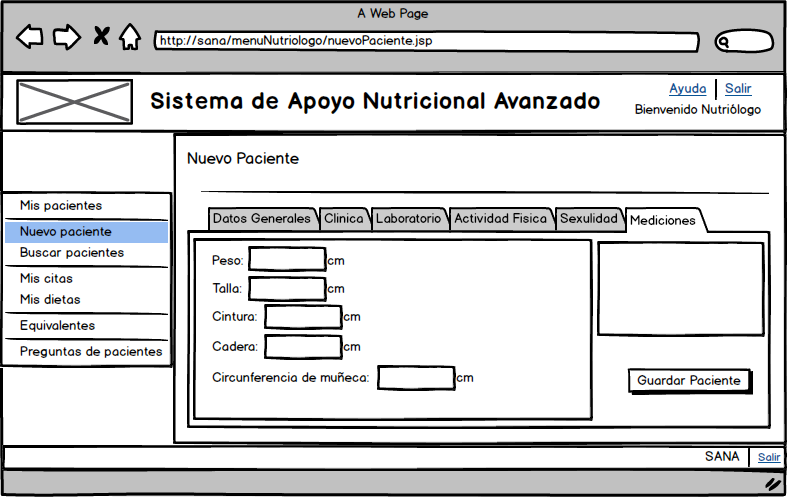 A Web Page
http://sana/menuNutriologo/nuevoPaciente.jsp
Sistema de Apoyo Nutricional Avanzado
Ayuda Salir
Bienvenido Nutriólogo
Mis pacientes
Nuevo paciente
Buscar pacientes
Mis citas
Mis dietas
Equivalentes
Preguntas de pacientes
Nuevo Paciente
Datos Generales Clinica Laboratorio Actividad Fisica Sexulidad Mediciones
Peso: cm
Talla: cm
Cintura: cm
Cadera: cm
Circunferencia de muñeca: cm
Guardar Paciente
SANA Salir